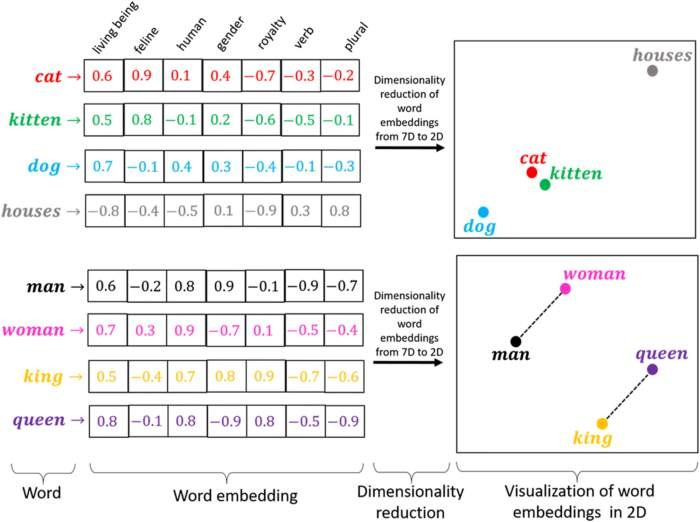 living being feline human gender royalty verb plural
cat → 0.6 0.9 0.1 0.4 −0.7 −0.3 −0.2
kitten → 0.5 0.8 −0.1 0.2 −0.6 −0.5 −0.1
dog → 0.7 −0.1 0.4 0.3 −0.4 −0.1 −0.3
houses → −0.8 −0.4 −0.5 0.1 −0.9 0.3 0.8
Dimensionality
reduction of
word
embeddings
from 7D to 2D
houses
cat
kitten
dog
man → 0.6 −0.2 0.8 0.9 −0.1 −0.9 −0.7
woman → 0.7 0.3 0.9 −0.7 0.1 −0.5 −0.4
king → 0.5 −0.4 0.7 0.8 0.9 −0.7 −0.6
queen → 0.8 −0.1 0.8 −0.9 0.8 −0.5 −0.9
Dimensionality
reduction of
word
embeddings
from 7D to 2D
woman
man
queen
king
Word
Word embedding
Dimensionality
reduction
Visualization of word
embeddings in 2D